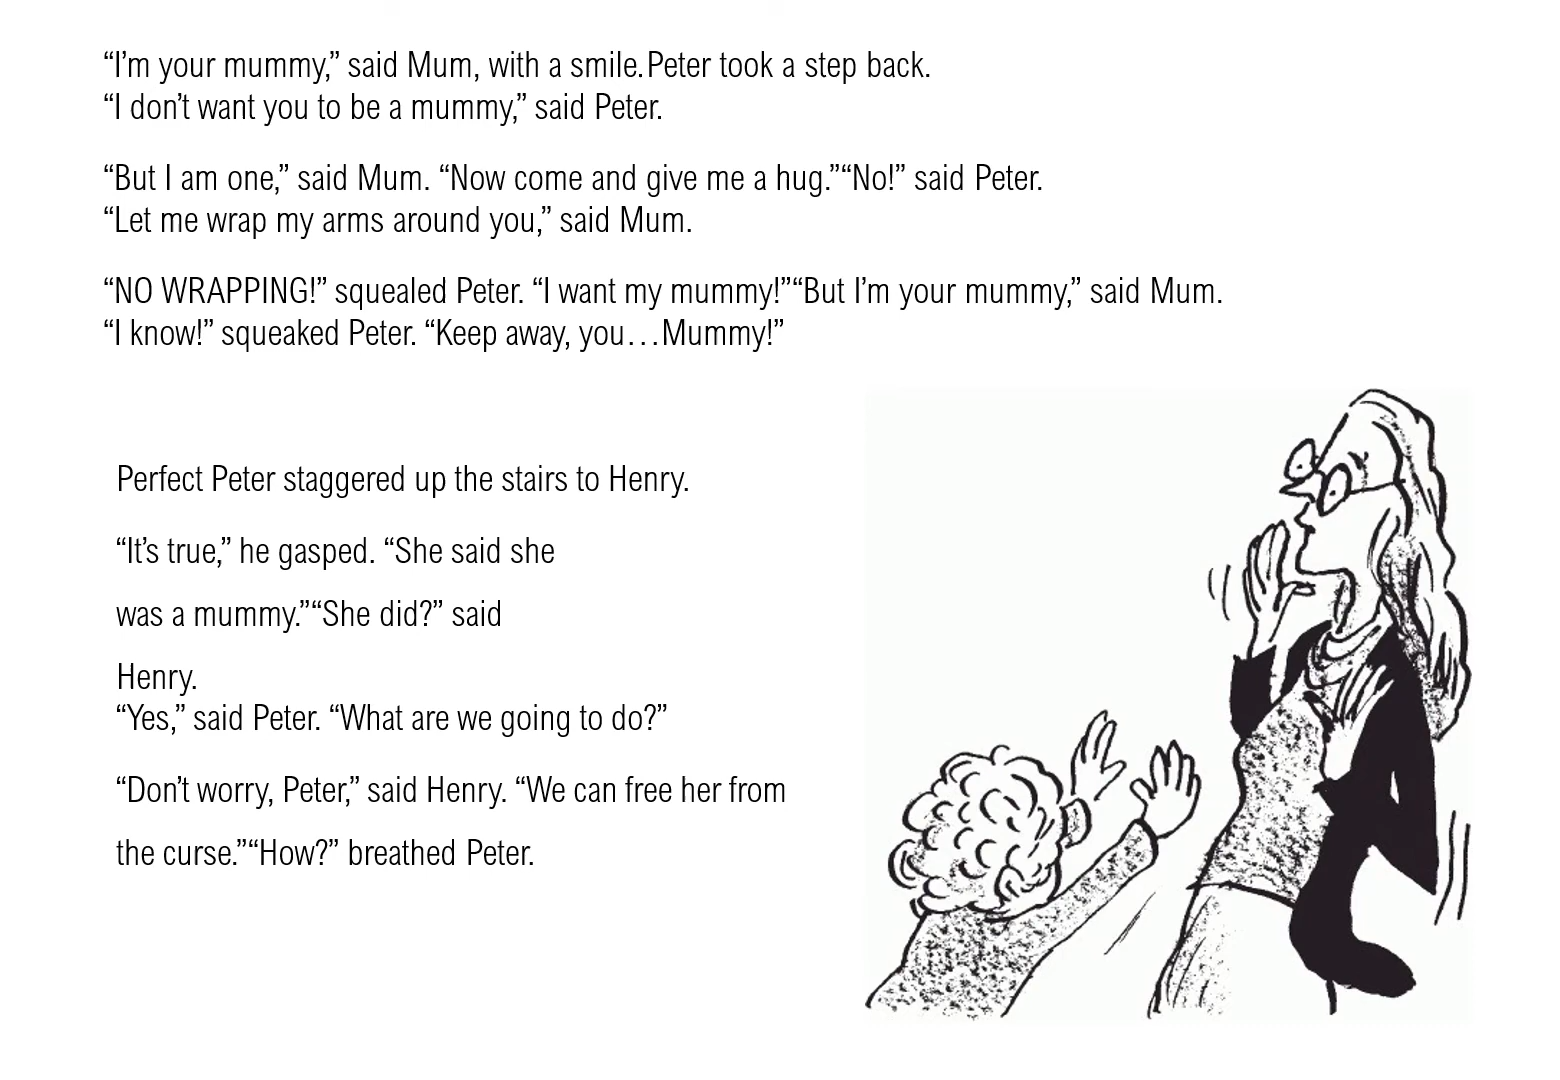 “I’m your mummy,” said Mum, with a smile.Peter took a step back.
“I don’t want you to be a mummy,” said Peter.
“But I am one,” said Mum. “Now come and give me a hug.”“No!” said Peter.
“Let me wrap my arms around you,” said Mum.
“NO WRAPPING!” squealed Peter. “I want my mummy!”“But I’m your mummy,” said Mum.
“I know!” squeaked Peter. “Keep away, you…Mummy!”
Perfect Peter staggered up the stairs to Henry.
“It’s true,” he gasped. “She said she
was a mummy.”“She did?” said
Henry.
“Yes,” said Peter. “What are we going to do?”
“Don’t worry, Peter,” said Henry. “We can free her from
the curse.”“How?” breathed Peter.